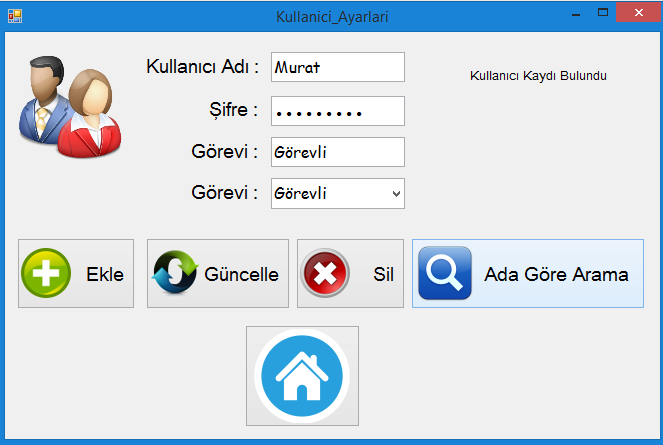 Kullanici_Ayarlari
Kullanıcı Adı : Murat
Kullanıcı Kaydı Bulundu
Şifre : •••••••••
Görevi : Görevli
Görevi : Görevli
Ekle
Güncelle
Sil
Ada Göre Arama